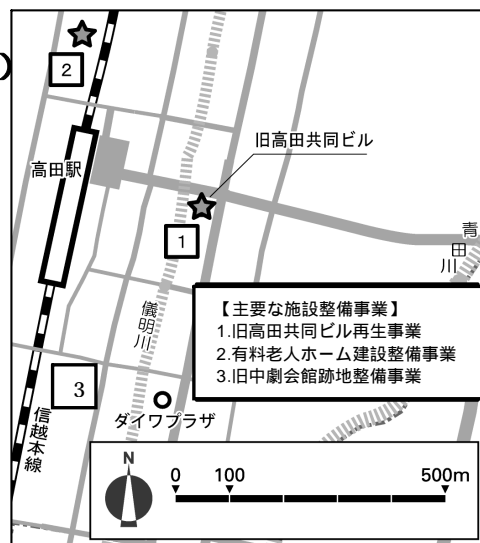 )
2
高田駅
旧高田共同ビル
1
青田川
儀明川
【主要な施設整備事業】
1.旧高田共同ビル再生事業
2.有料老人ホーム建設整備事業
3.旧中劇会館跡地整備事業
3
ダイワプラザ
信越本線
N
0 100 500m